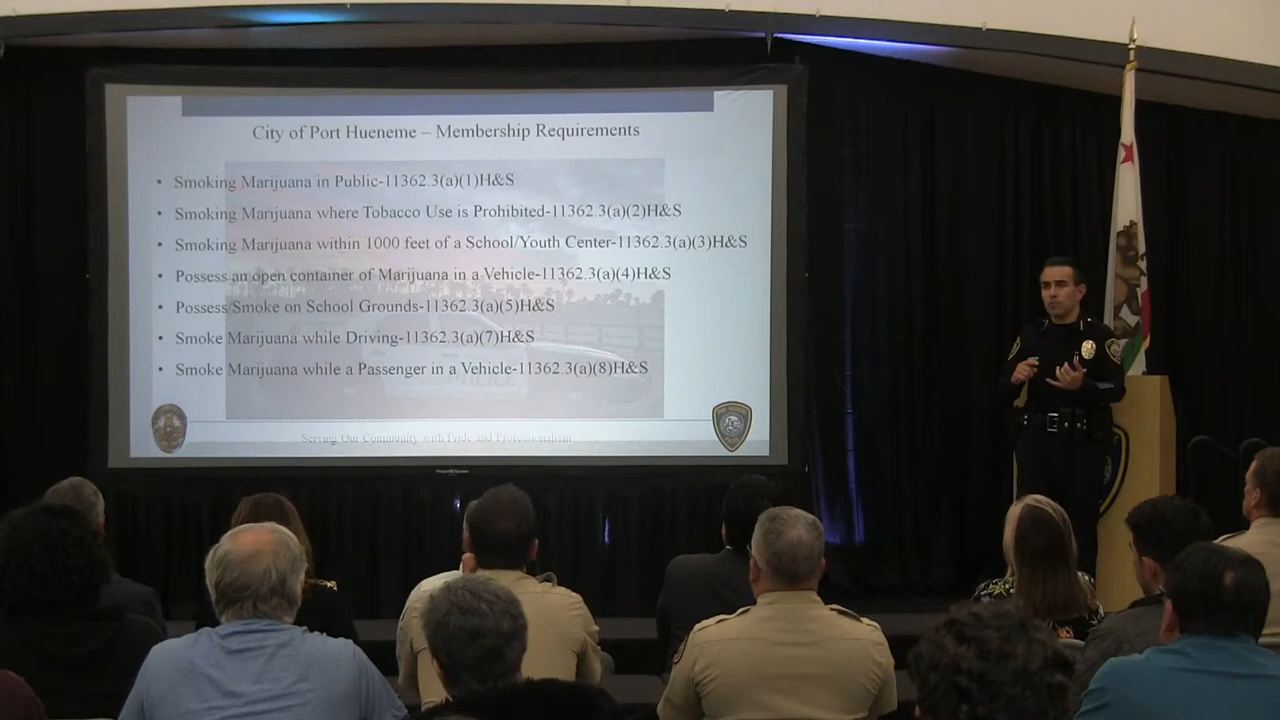 City of Port Hueneme – Membership Requirements
• Smoking Marijuana in Public-11362.3(a)(1)H&S
• Smoking Marijuana where Tobacco Use is Prohibited-11362.3(a)(2)H&S
• Smoking Marijuana within 1000 feet of a School/Youth Center-11362.3(a)(3)H&S
• Possess an open container of Marijuana in a Vehicle-11362.3(a)(4)H&S
• Possess/Smoke on School Grounds-11362.3(a)(5)H&S
• Smoke Marijuana while Driving-11362.3(a)(7)H&S
• Smoke Marijuana while a Passenger in a Vehicle-11362.3(a)(8)H&S
POLICE
Serving Our Community with Pride and Professionalism